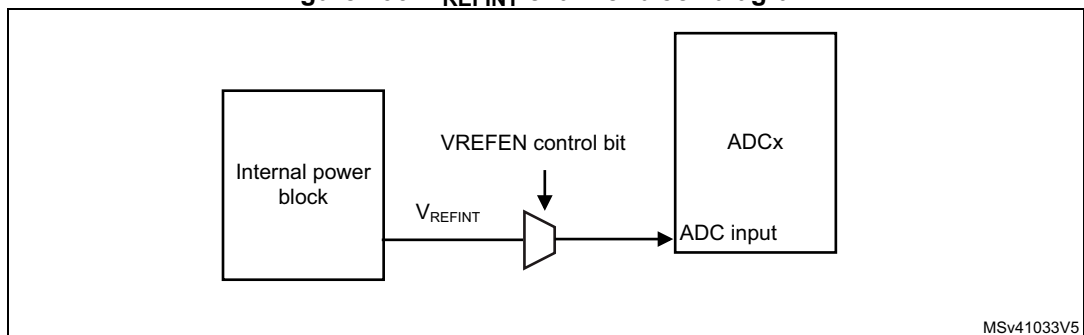 VREFEN control bit
ADCx
Internal power
block
VREFINT
ADC input
MSv41033V5